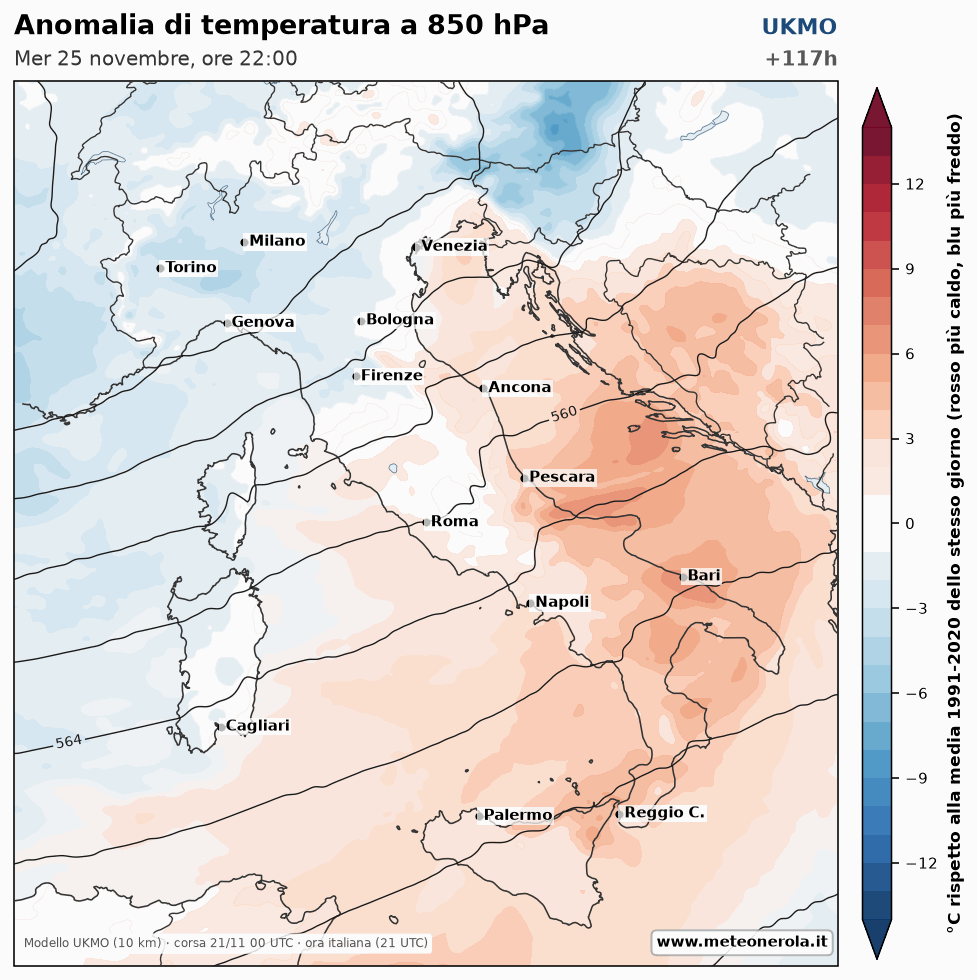 Anomalia di temperatura a 850 hPa
UKMO
Mer 25 novembre, ore 22:00
+117h
Milano
Venezia
Torino
Genova
Bologna
Firenze
Ancona
560
Pescara
Roma
Bari
Napoli
Cagliari
564
Palermo
Reggio C.
Modello UKMO (10 km) · corsa 21/11 00 UTC · ora italiana (21 UTC)
www.meteonerola.it
12
9
6
3
0
−3
−6
−9
−12
°C rispetto alla media 1991-2020 dello stesso giorno (rosso più caldo, blu più freddo)